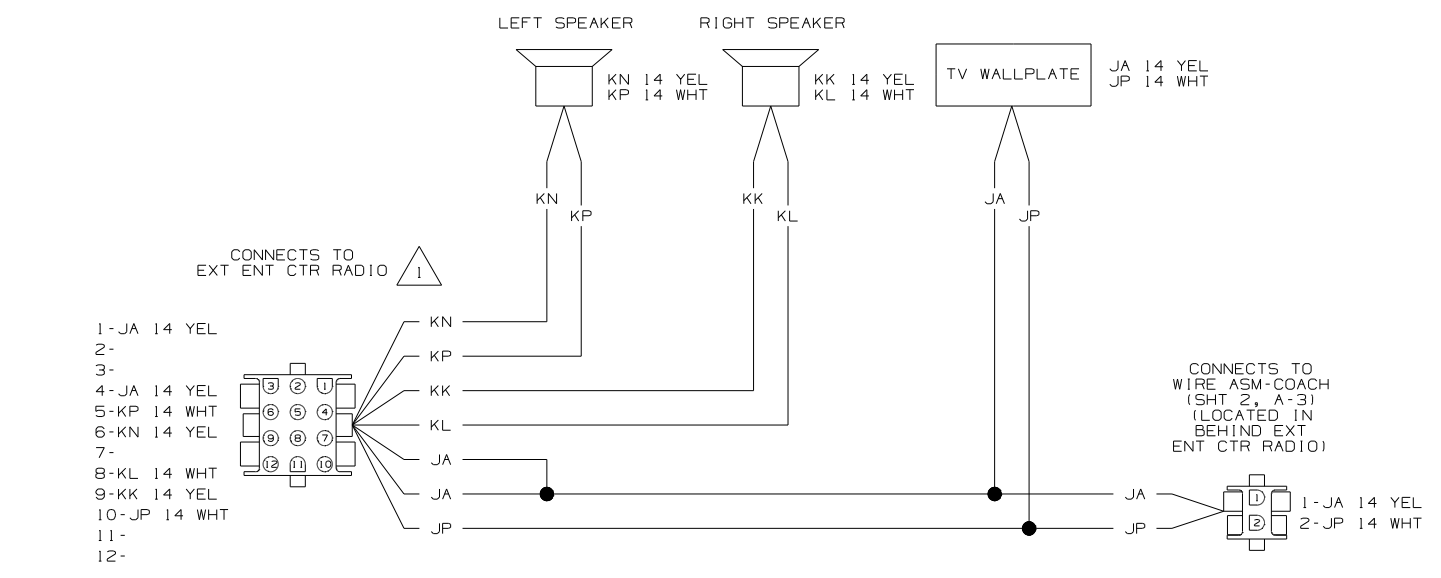 LEFT SPEAKER
RIGHT SPEAKER
KN 14 YEL
KP 14 WHT
KK 14 YEL
KL 14 WHT
TV WALLPLATE
JA 14 YEL
JP 14 WHT
KN
KP
KK
KL
JA
JP
CONNECTS TO
EXT ENT CTR RADIO
1
1-JA 14 YEL
2-
3-
4-JA 14 YEL
5-KP 14 WHT
6-KN 14 YEL
7-
8-KL 14 WHT
9-KK 14 YEL
10-JP 14 WHT
11-
12-
3 2 1
6 5 4
9 8 7
12 11 10
KN
KP
KK
KL
JA
JA
JP
JA
JP
CONNECTS TO
WIRE ASM-COACH
(SHT 2, A-3)
(LOCATED IN
BEHIND EXT
ENT CTR RADIO)
1
2
1-JA 14 YEL
2-JP 14 WHT